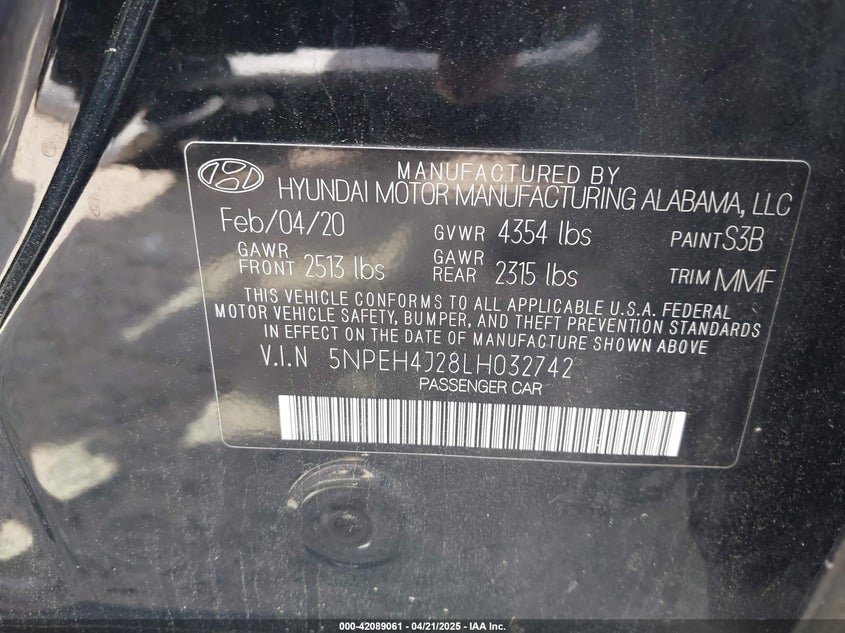 MANUFACTURED BY
HYUNDAI MOTOR MANUFACTURING ALABAMA, LLC
Feb/04/20 GVWR 4354 lbs PAINT S3B
GAWR FRONT 2513 lbs GAWR REAR 2315 lbs TRIM MMF
THIS VEHICLE CONFORMS TO ALL APPLICABLE U.S.A. FEDERAL
MOTOR VEHICLE SAFETY, BUMPER, AND THEFT PREVENTION STANDARDS
IN EFFECT ON THE DATE OF MANUFACTURE SHOWN ABOVE
V.I.N 5NPEH4J28LH032742
PASSENGER CAR
000-42089061 - 04/21/2025 - IAA Inc.